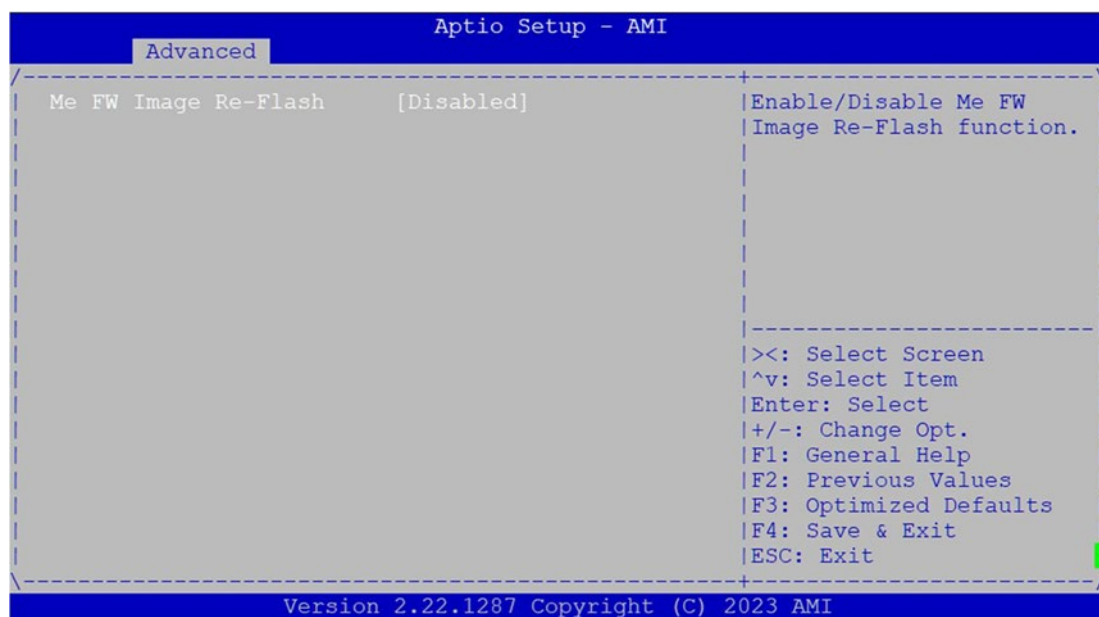 Aptio Setup - AMI
Advanced
Me FW Image Re-Flash [Disabled]
Enable/Disable Me FW
Image Re-Flash function.
><: Select Screen
^v: Select Item
Enter: Select
+/-: Change Opt.
F1: General Help
F2: Previous Values
F3: Optimized Defaults
F4: Save & Exit
ESC: Exit
Version 2.22.1287 Copyright (C) 2023 AMI